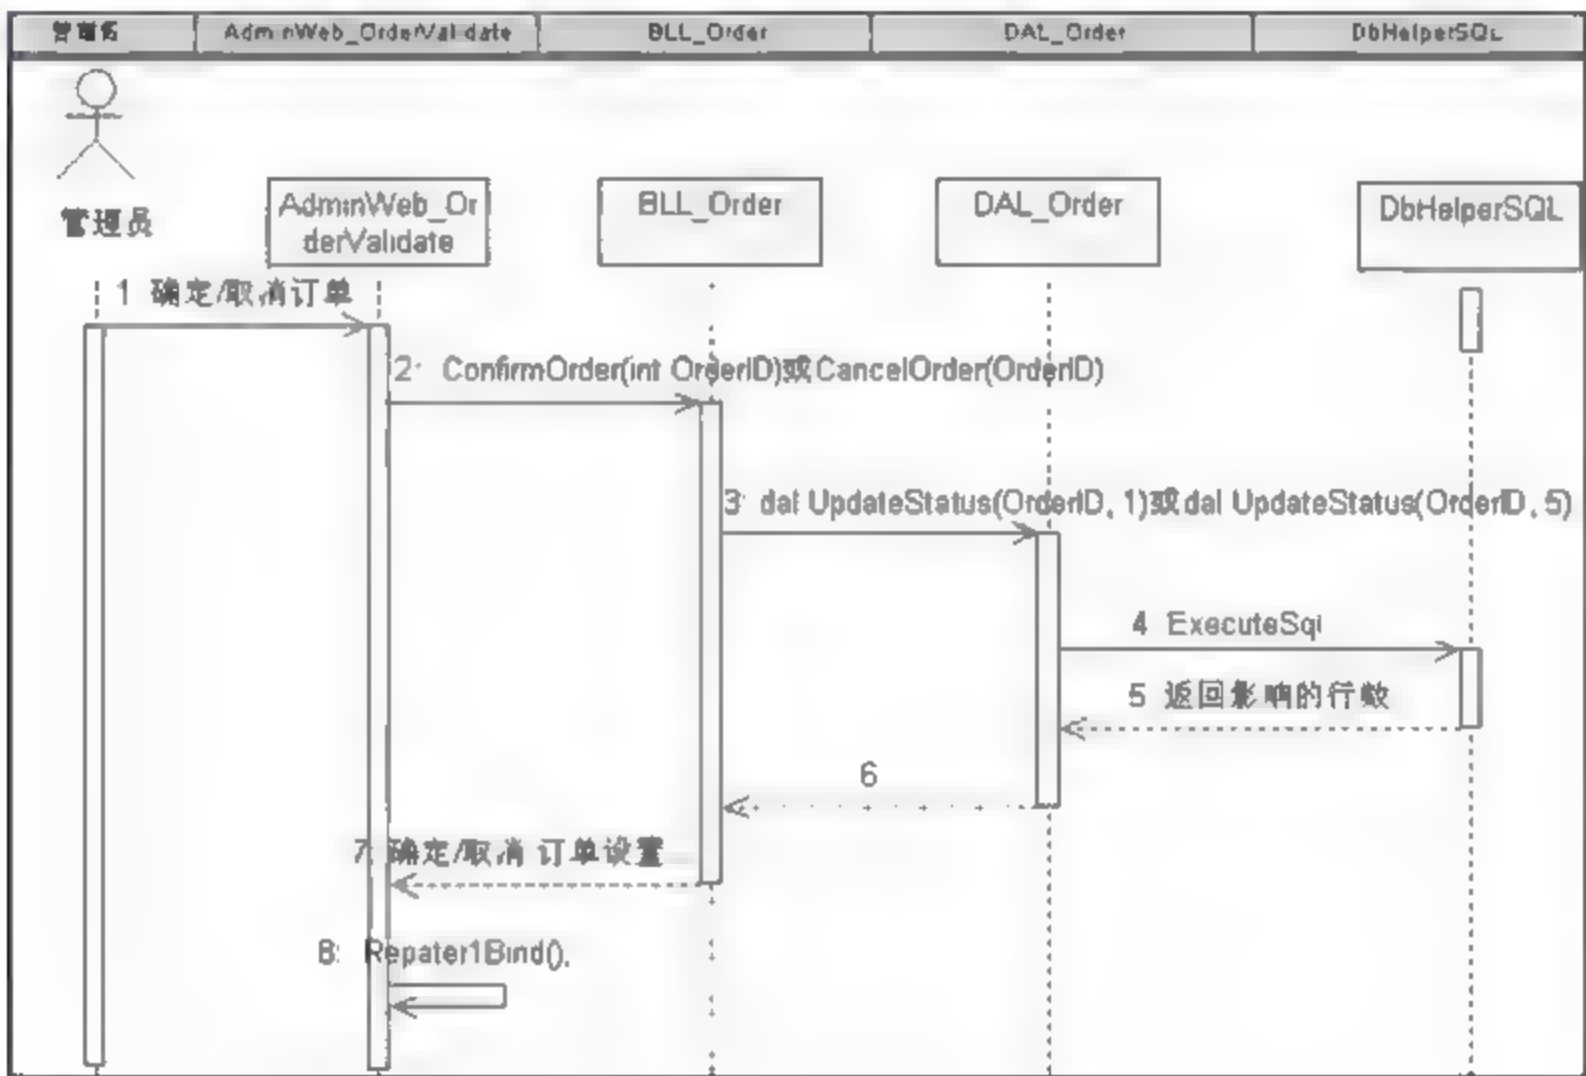 管理员 AdminWeb_OrderValidate BLL_Order DAL_Order DbHelperSQL
管理员
AdminWeb_Or
derValidate
BLL_Order
DAL_Order
DbHelperSQL
1 确定/取消订单
2: ConfirmOrder(int OrderID)或CancelOrder(OrderID)
3: dal UpdateStatus(OrderID, 1)或dal UpdateStatus(OrderID, 5)
4 ExecuteSql
5 返回影响的行数
6
7: 确定/取消 订单设置
8: Repater1Bind(),